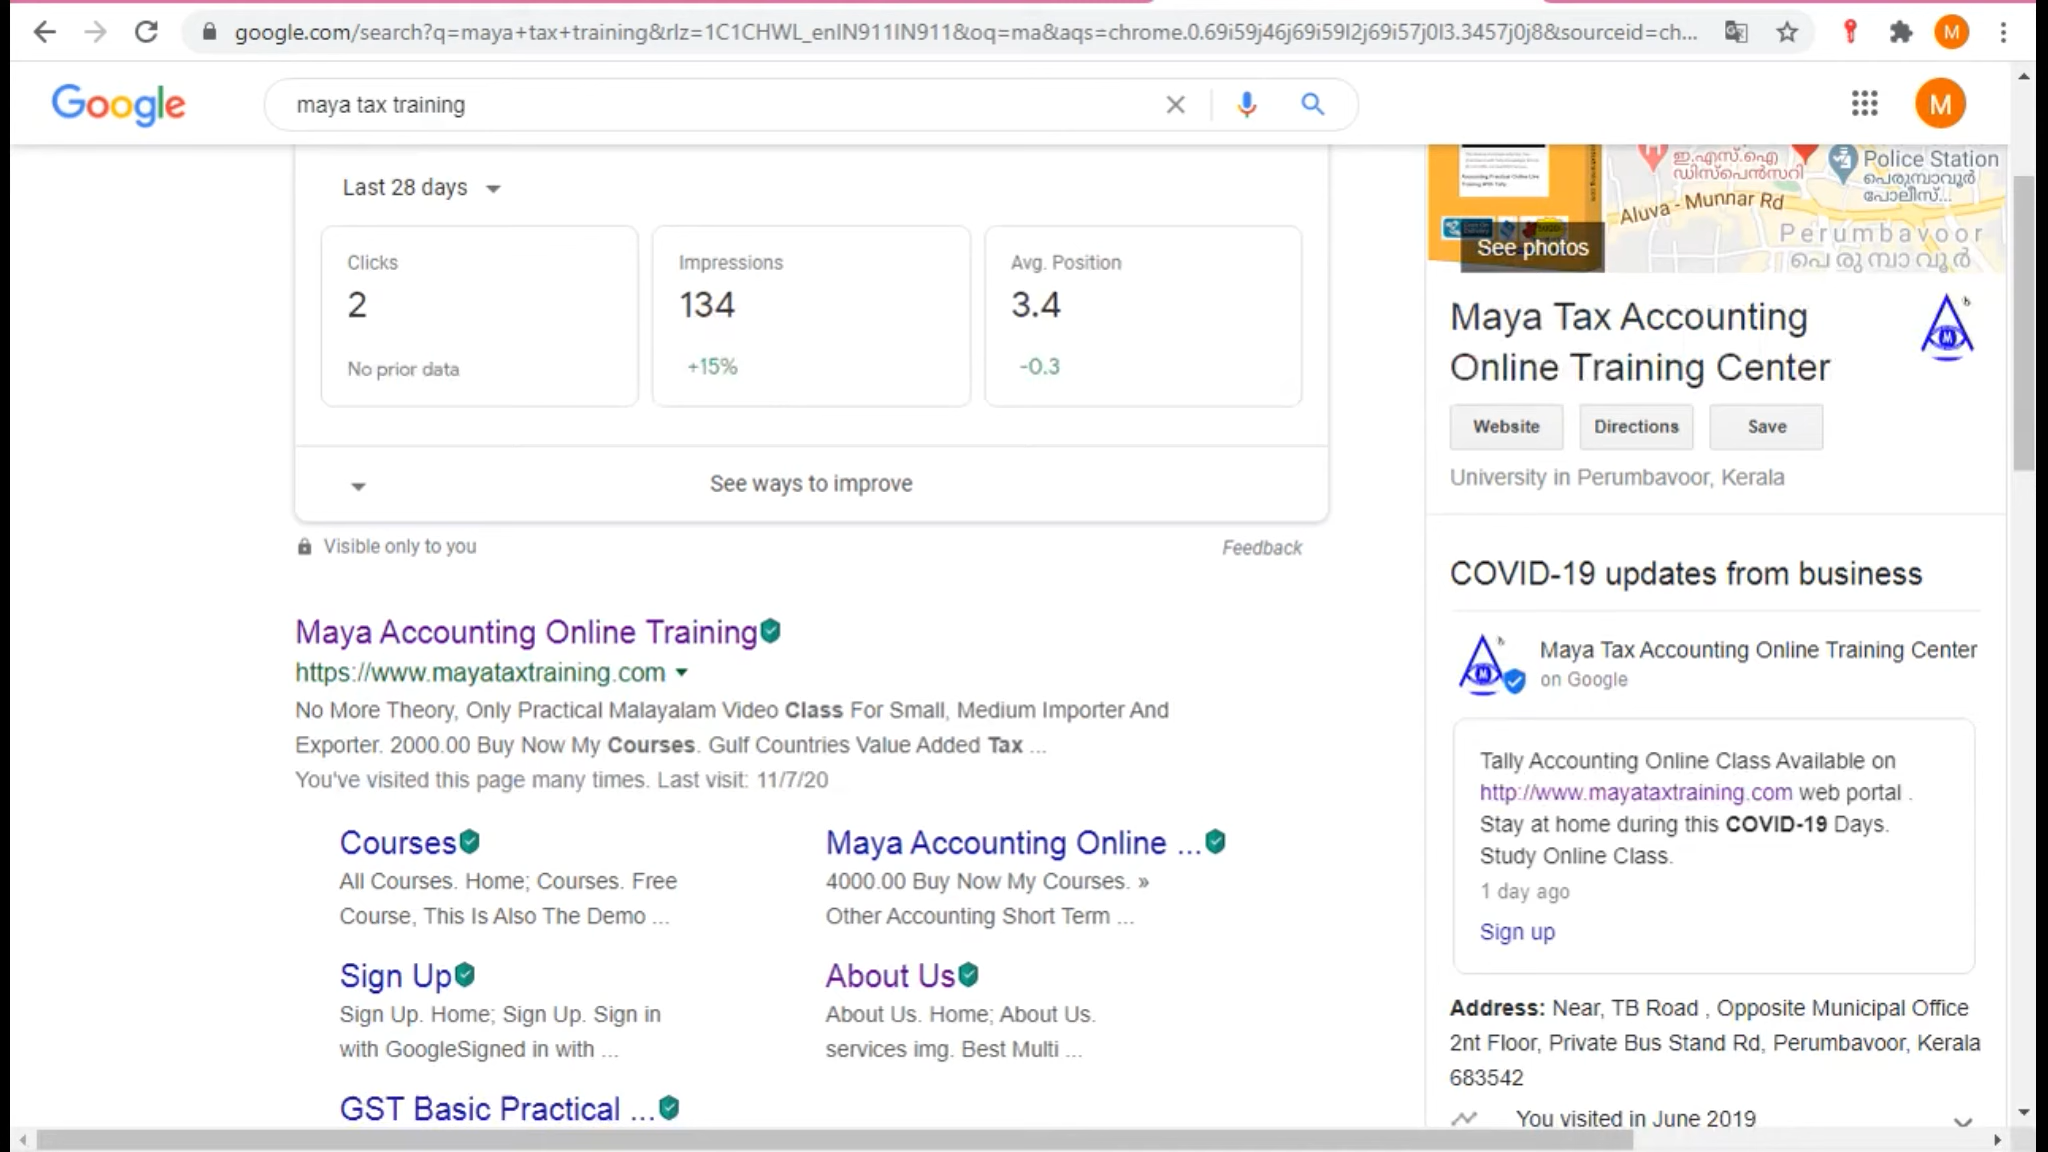 google.com/search?q=maya+tax+training&rlz=1C1CHWL_enIN911IN911&oq=ma&aqs=chrome.0.69i59j46j69i59l2j69i57j0l3.3457j0j8&sourceid=ch...
M
Google
maya tax training
M
Last 28 days
Clicks
2
No prior data
Impressions
134
+15%
Avg. Position
3.4
-0.3
See ways to improve
Visible only to you
Feedback
Maya Accounting Online Training
https://www.mayataxtraining.com
No More Theory, Only Practical Malayalam Video Class For Small, Medium Importer And
Exporter. 2000.00 Buy Now My Courses. Gulf Countries Value Added Tax ...
You've visited this page many times. Last visit: 11/7/20
Courses
All Courses. Home; Courses. Free
Course, This Is Also The Demo ...
Maya Accounting Online ...
4000.00 Buy Now My Courses. »
Other Accounting Short Term ...
Sign Up
Sign Up. Home; Sign Up. Sign in
with GoogleSigned in with ...
About Us
About Us. Home; About Us.
services img. Best Multi ...
GST Basic Practical ...
See photos
ഇ.എസ്.ഐ
ഡിസ്പെൻസറി
Police Station
പെരുമ്പാവൂർ
പോലീസ്...
Aluva - Munnar Rd
Perumbavoor
പെരുമ്പാവൂർ
Maya Tax Accounting
Online Training Center
Website
Directions
Save
University in Perumbavoor, Kerala
COVID-19 updates from business
Maya Tax Accounting Online Training Center
on Google
Tally Accounting Online Class Available on
http://www.mayataxtraining.com web portal .
Stay at home during this COVID-19 Days.
Study Online Class.
1 day ago
Sign up
Address: Near, TB Road , Opposite Municipal Office
2nt Floor, Private Bus Stand Rd, Perumbavoor, Kerala
683542
You visited in June 2019